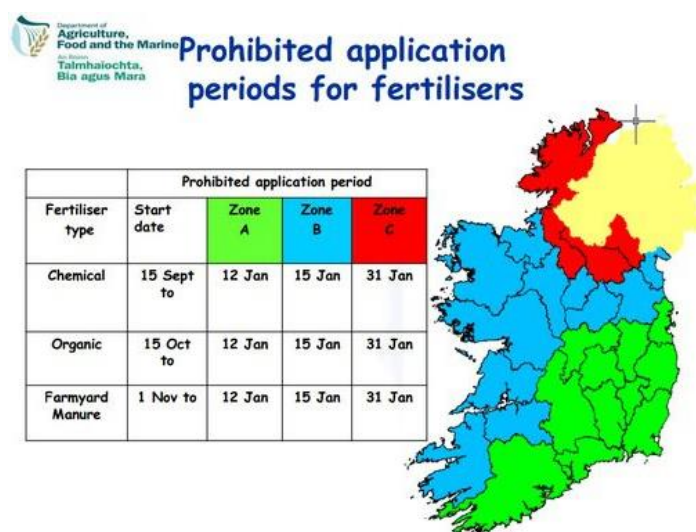 Department of
Agriculture,
Food and the Marine
An Roinn
Talmhaíochta,
Bia agus Mara
Prohibited application
periods for fertilisers
Prohibited application period
Fertiliser type Start date Zone A Zone B Zone C
Chemical 15 Sept to 12 Jan 15 Jan 31 Jan
Organic 15 Oct to 12 Jan 15 Jan 31 Jan
Farmyard Manure 1 Nov to 12 Jan 15 Jan 31 Jan